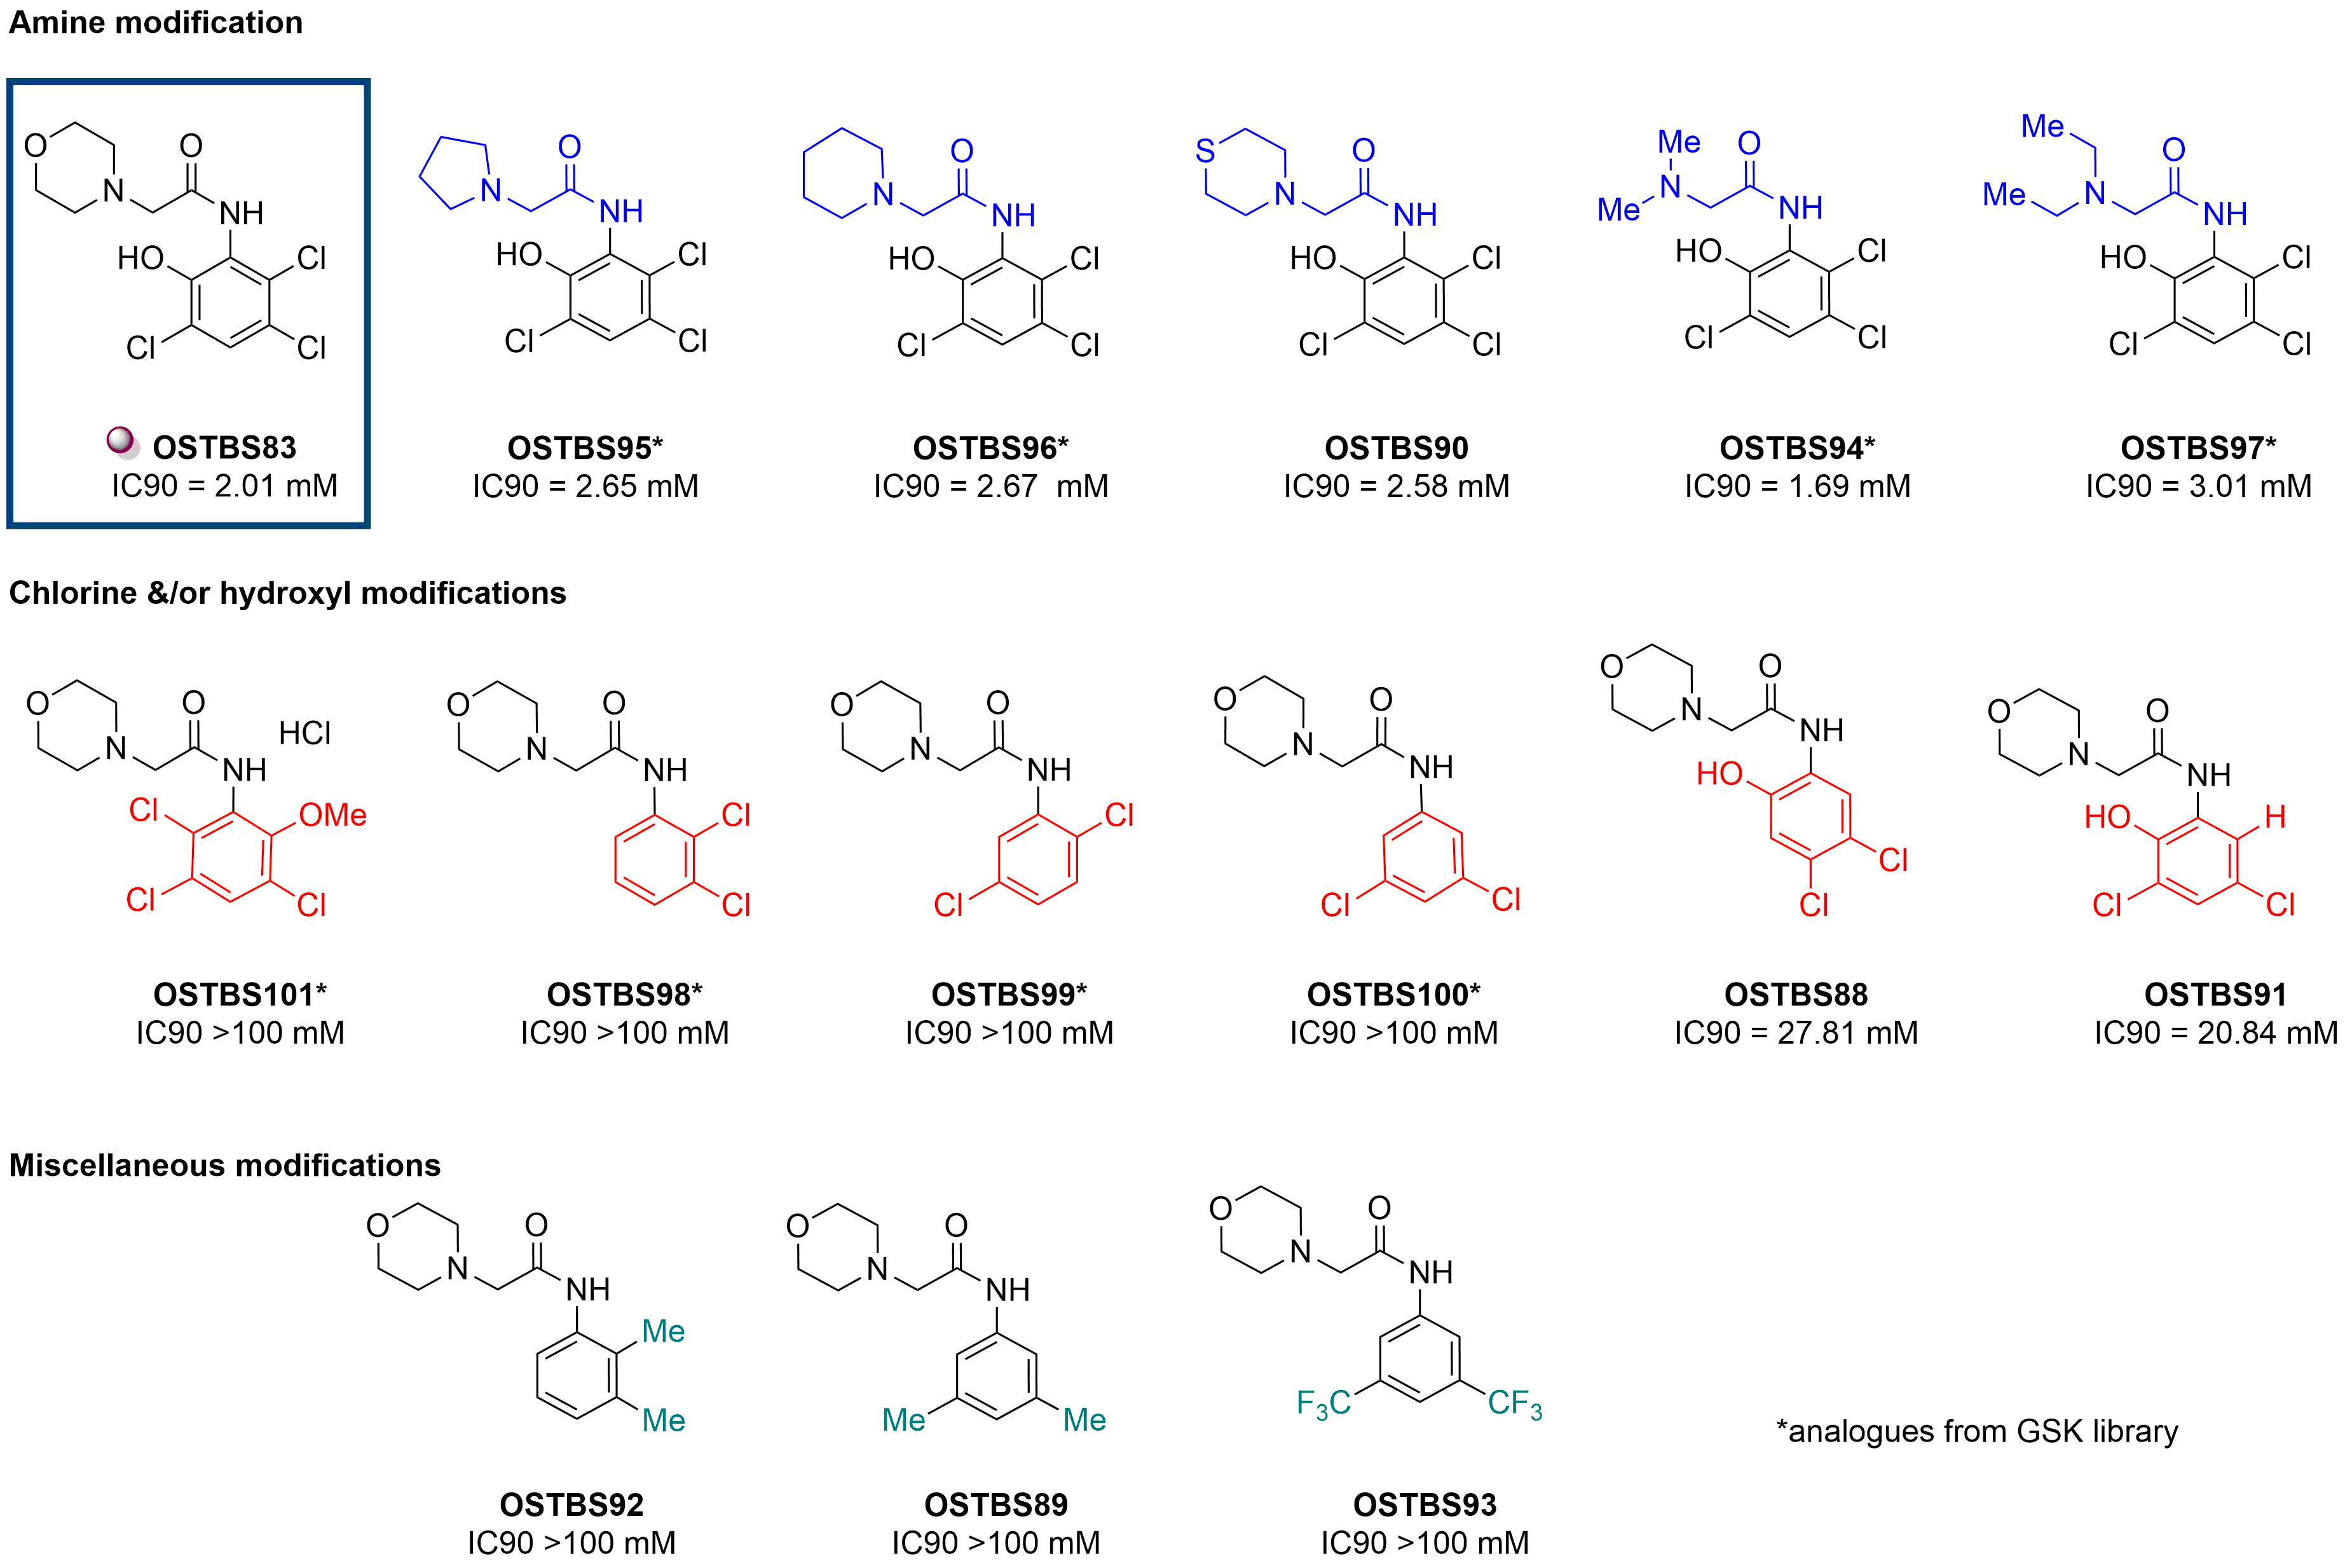 Amine modification
O O
N NH
HO Cl
Cl Cl
OSTBS83
IC90 = 2.01 mM
O
N NH
HO Cl
Cl Cl
OSTBS95*
IC90 = 2.65 mM
O
N NH
HO Cl
Cl Cl
OSTBS96*
IC90 = 2.67 mM
S O
N NH
HO Cl
Cl Cl
OSTBS90
IC90 = 2.58 mM
Me O
N
Me NH
HO Cl
Cl Cl
OSTBS94*
IC90 = 1.69 mM
Me O
Me N NH
HO Cl
Cl Cl
OSTBS97*
IC90 = 3.01 mM
Chlorine &/or hydroxyl modifications
O O HCl
N NH
Cl OMe
Cl Cl
OSTBS101*
IC90 >100 mM
O O
N NH
Cl
Cl
OSTBS98*
IC90 >100 mM
O O
N NH
Cl
Cl
OSTBS99*
IC90 >100 mM
O O
N NH
Cl Cl
OSTBS100*
IC90 >100 mM
O O
N NH
HO
Cl
Cl
OSTBS88
IC90 = 27.81 mM
O O
N NH
HO H
Cl Cl
OSTBS91
IC90 = 20.84 mM
Miscellaneous modifications
O O
N NH
Me
Me
OSTBS92
IC90 >100 mM
O O
N NH
Me Me
OSTBS89
IC90 >100 mM
O O
N NH
F3C CF3
OSTBS93
IC90 >100 mM
*analogues from GSK library